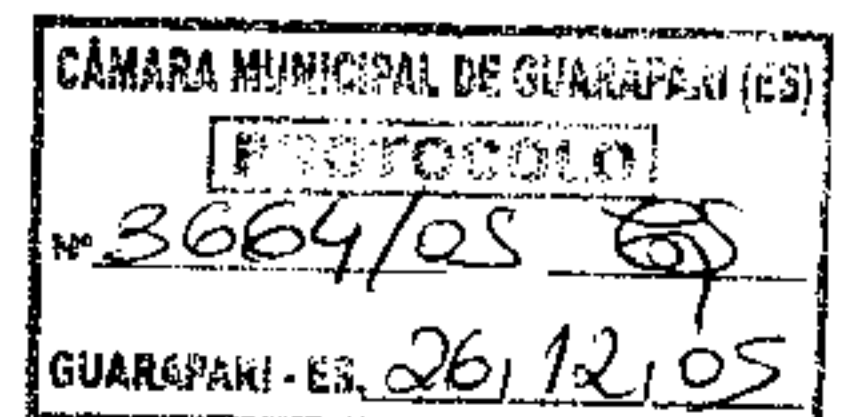 CÂMARA MUNICIPAL DE GUARAPARI (ES)
PROTOCOLO
Nº 3664/05
GUARAPARI - ES, 26, 12, 05